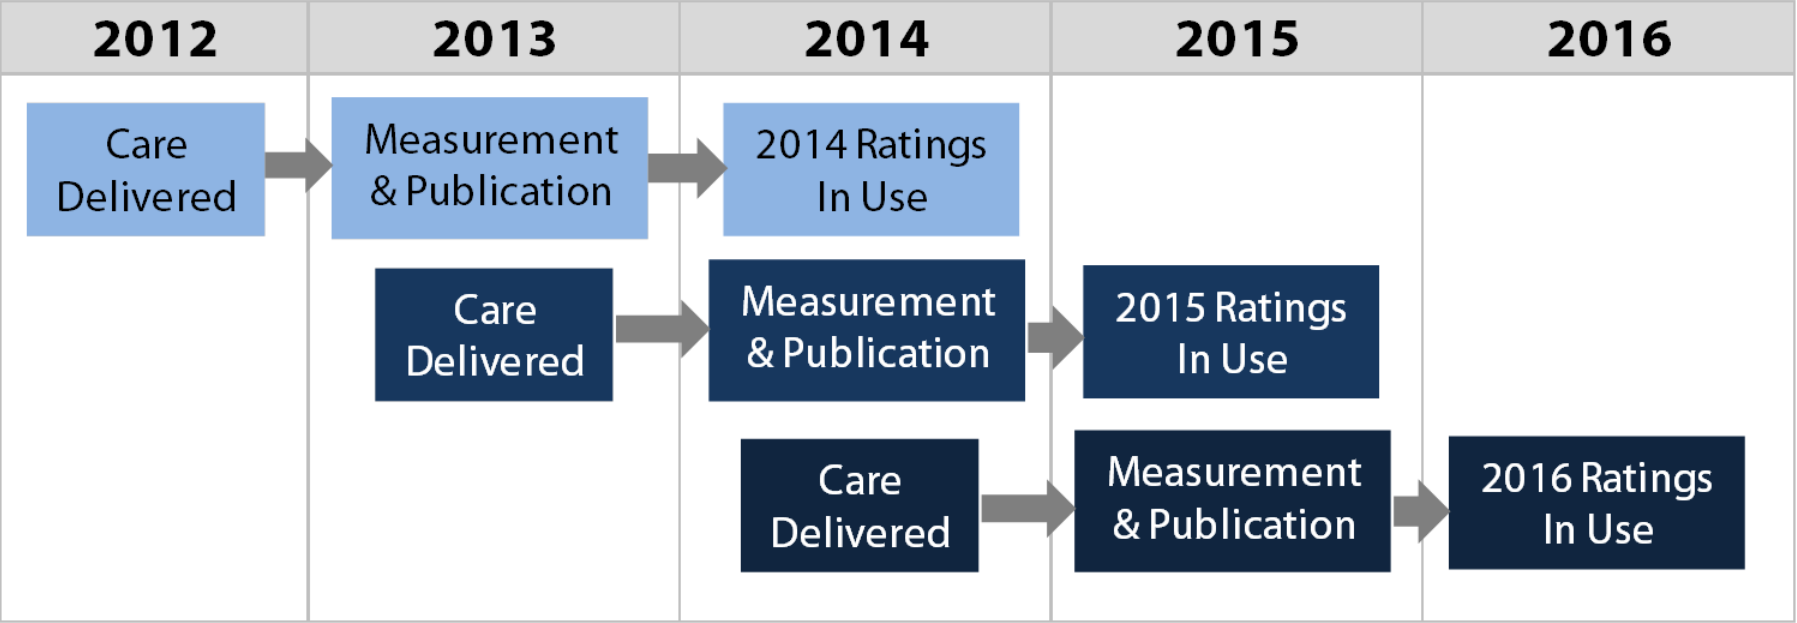 2012
2013
2014
2015
2016
Care
Delivered
Measurement
& Publication
2014 Ratings
In Use
Care
Delivered
Measurement
& Publication
2015 Ratings
In Use
Care
Delivered
Measurement
& Publication
2016 Ratings
In Use